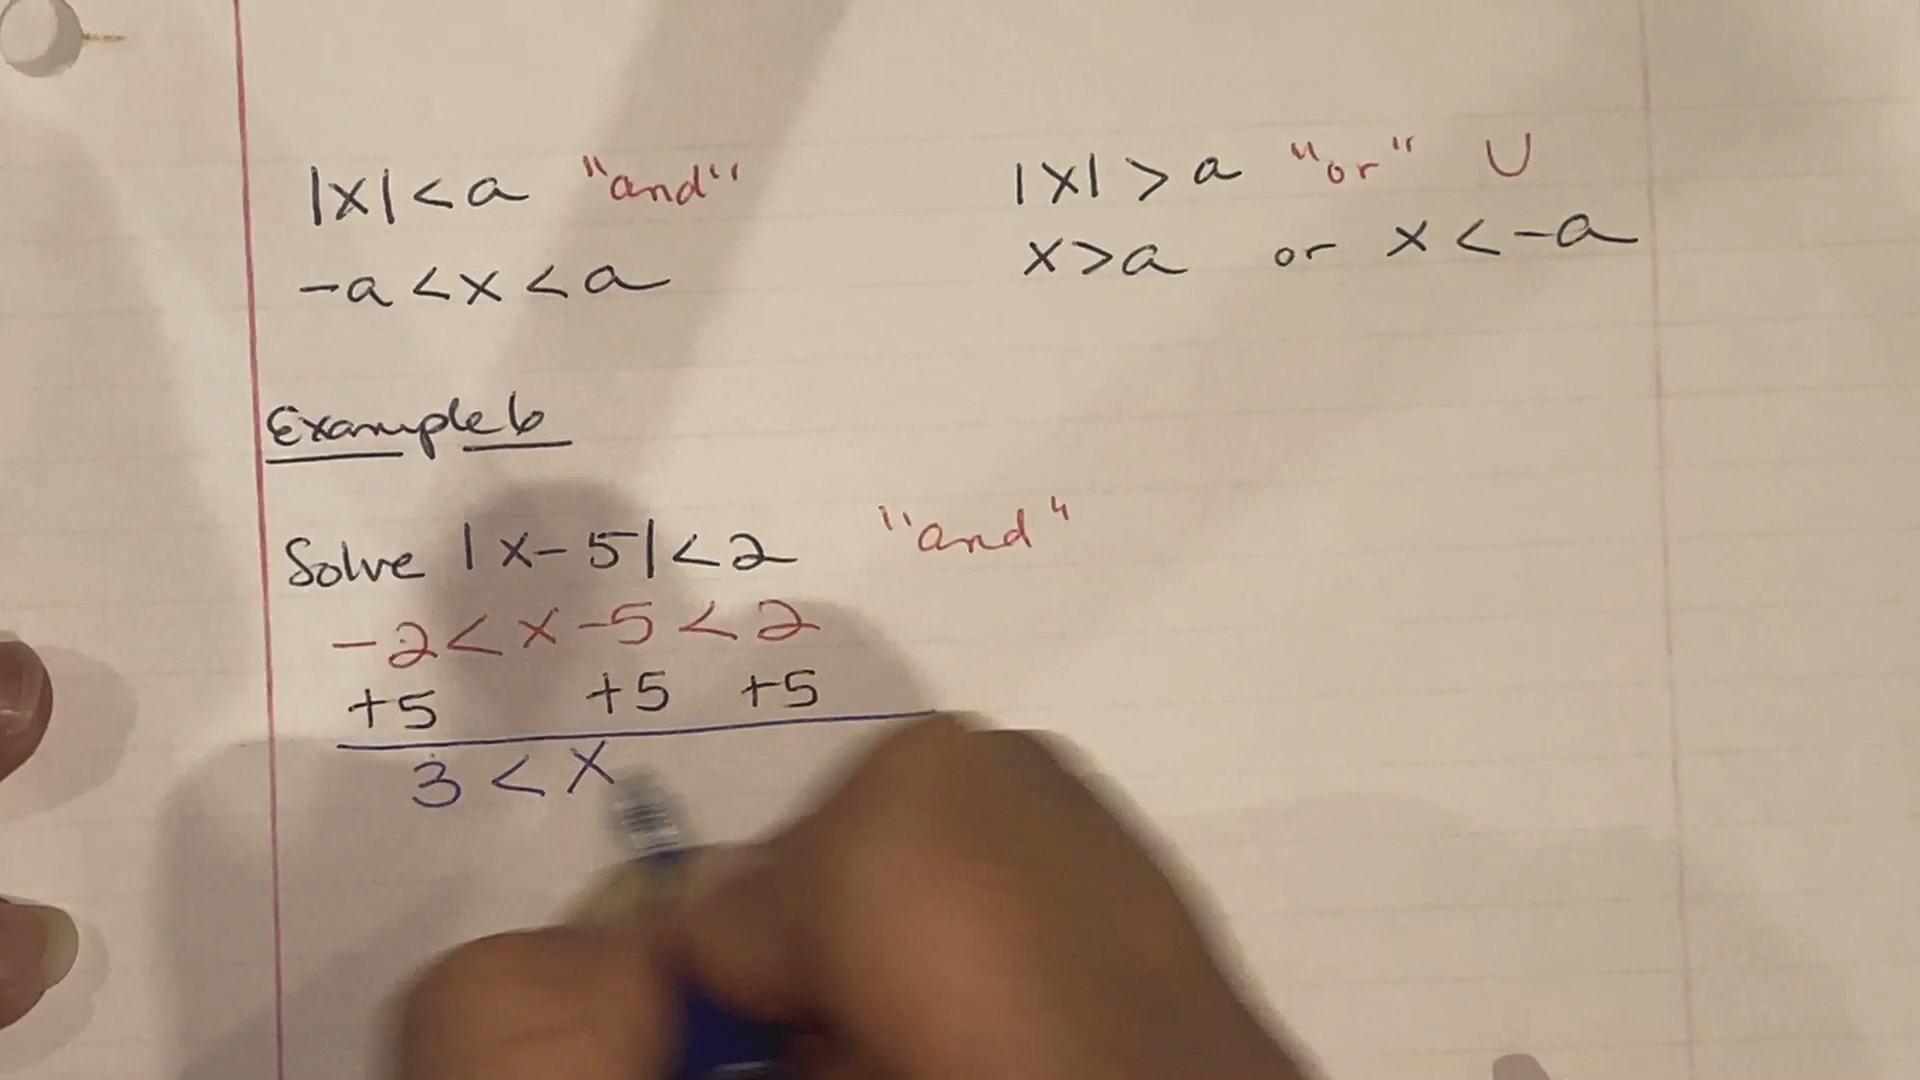 |x| < a "and"
-a < x < a
|x| > a "or" ∪
x > a or x < -a
Example 6
Solve |x - 5| < 2 "and"
-2 < x - 5 < 2
+5 +5 +5
3 < x